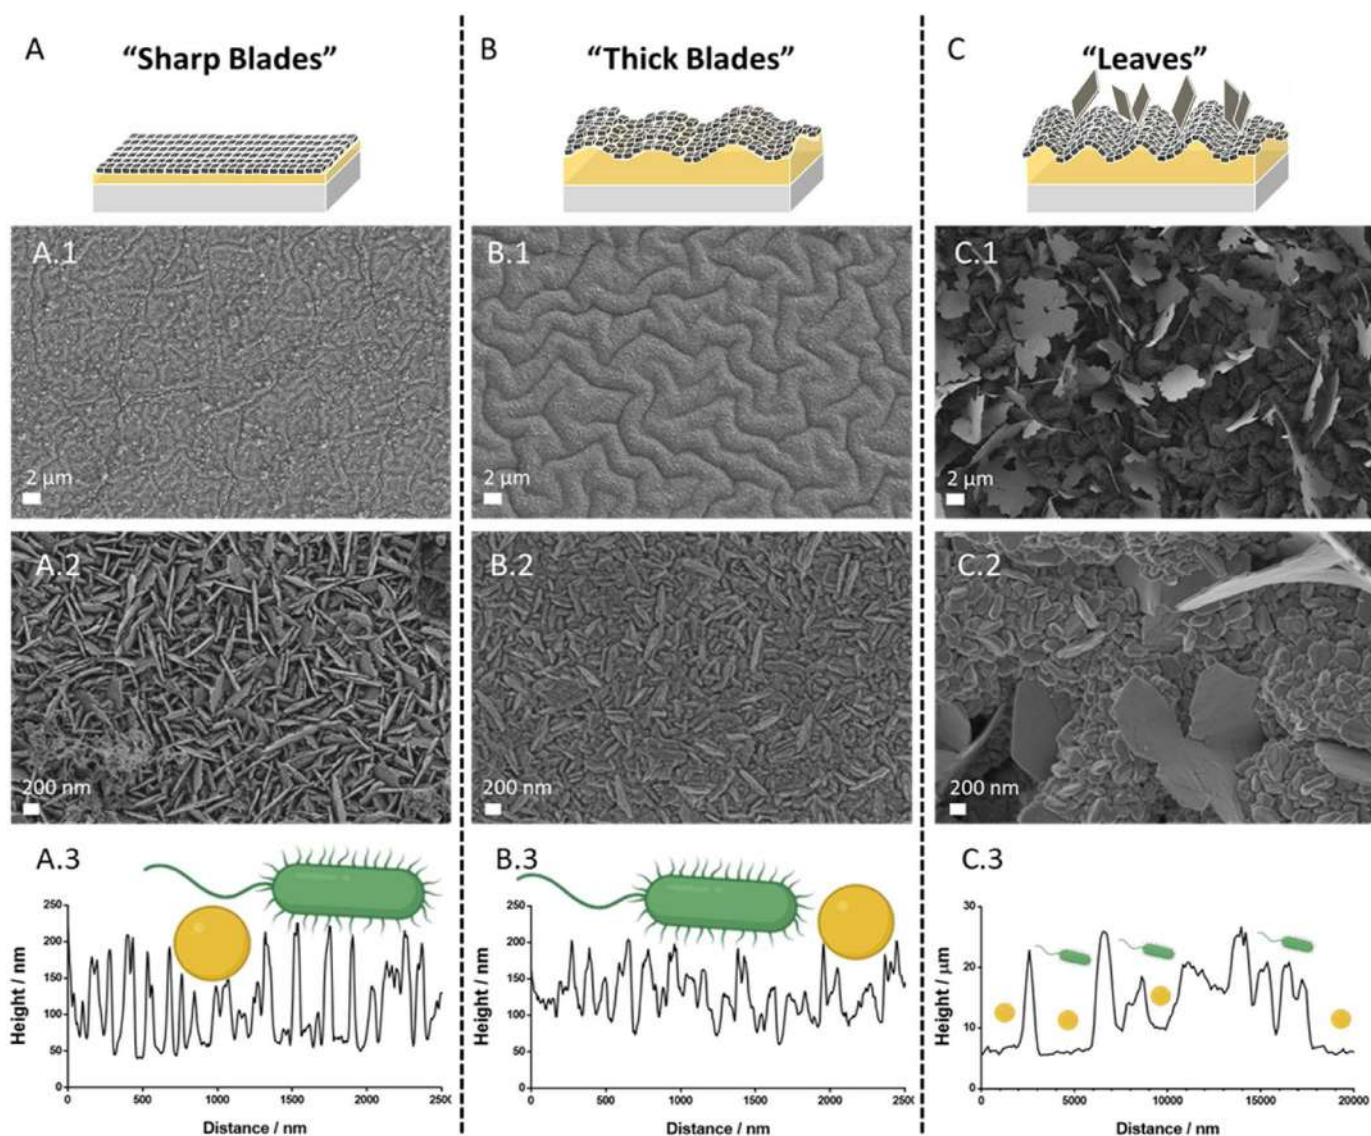 A
“Sharp Blades”
B
“Thick Blades”
C
“Leaves”
A.1
2 µm
B.1
2 µm
C.1
2 µm
A.2
200 nm
B.2
200 nm
C.2
200 nm
A.3
Height / nm
250
200
150
100
50
0
0
500
1000
1500
2000
2500
Distance / nm
B.3
Height / nm
250
200
150
100
50
0
0
500
1000
1500
2000
2500
Distance / nm
C.3
Height / µm
30
20
10
0
0
5000
10000
15000
20000
Distance / nm